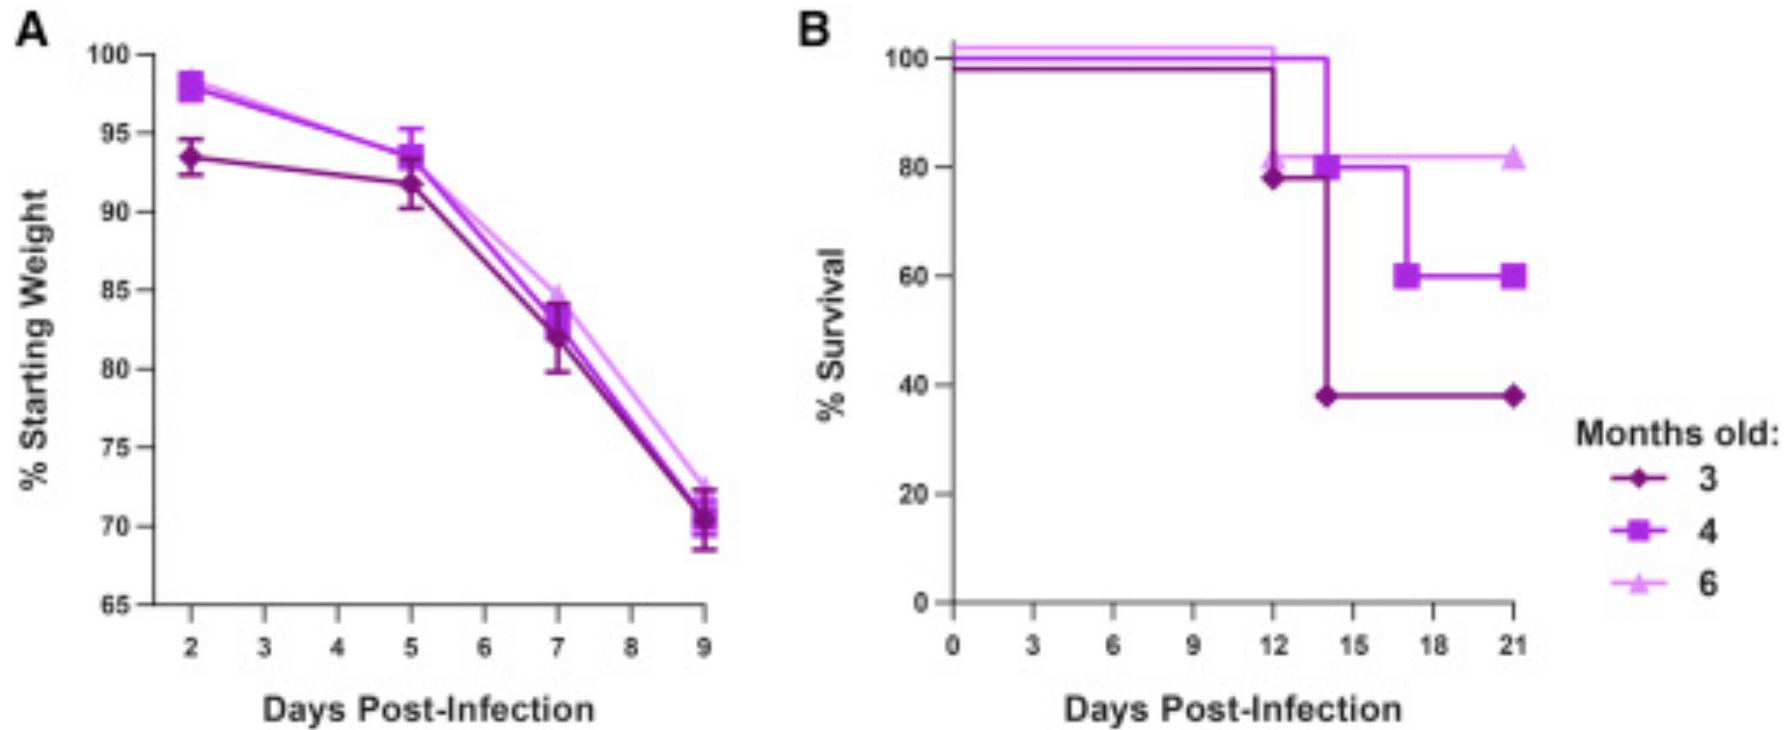 A
100
95
90
85
80
75
70
65
% Starting Weight
2 3 4 5 6 7 8 9
Days Post-Infection
B
100
80
60
40
20
0
% Survival
0 3 6 9 12 15 18 21
Days Post-Infection
Months old:
3
4
6